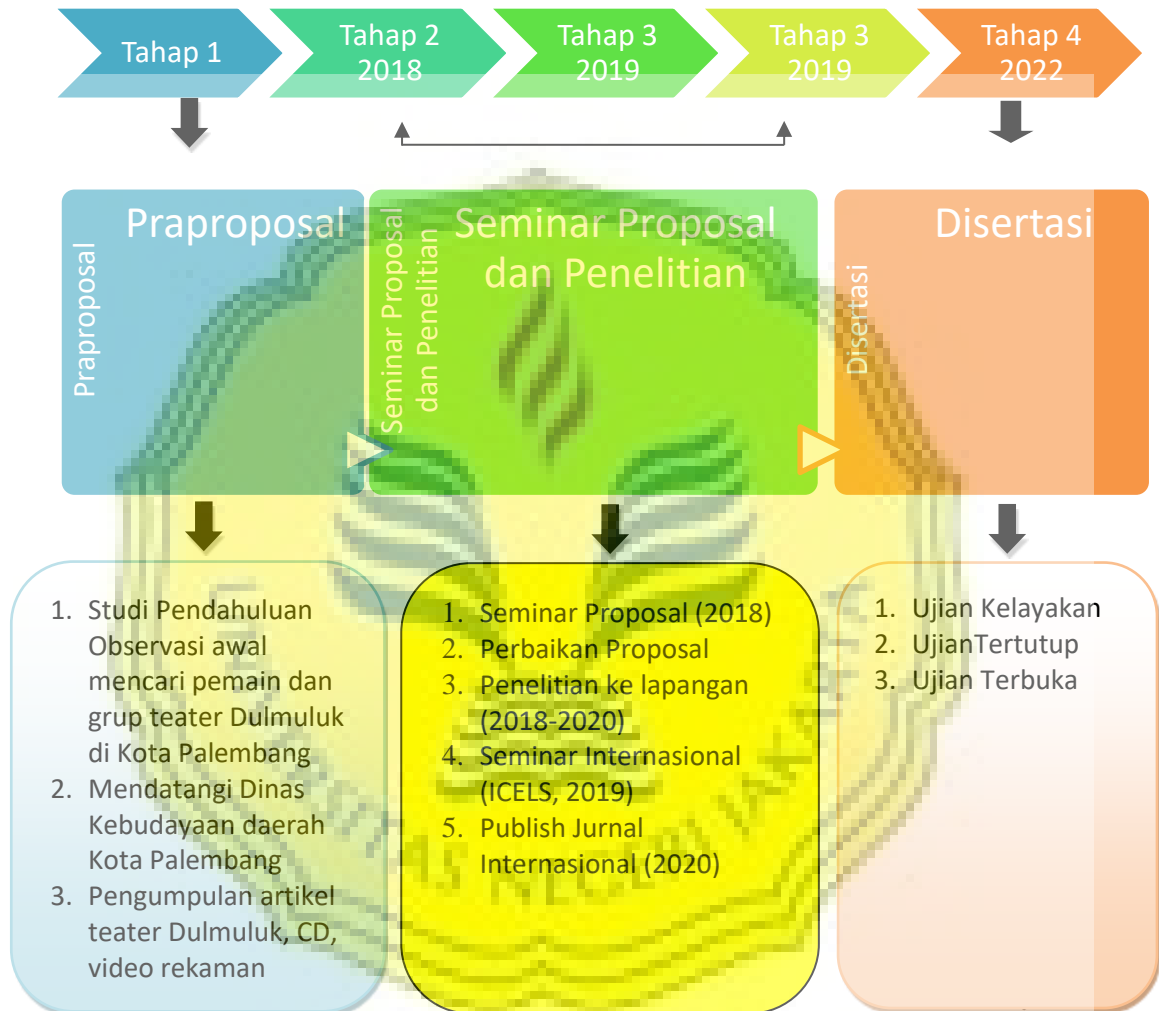 Tahap 1
Tahap 2
2018
Tahap 3
2019
Tahap 3
2019
Tahap 4
2022
Praproposal
Praproposal
Seminar Proposal
dan Penelitian
Seminar Proposal
dan Penelitian
Disertasi
Disertasi
1. Studi Pendahuluan
Observasi awal
mencari pemain dan
grup teater Dulmuluk
di Kota Palembang
2. Mendatangi Dinas
Kebudayaan daerah
Kota Palembang
3. Pengumpulan artikel
teater Dulmuluk, CD,
video rekaman
1. Seminar Proposal (2018)
2. Perbaikan Proposal
3. Penelitian ke lapangan
(2018-2020)
4. Seminar Internasional
(ICELS, 2019)
5. Publish Jurnal
Internasional (2020)
1. Ujian Kelayakan
2. UjianTertutup
3. Ujian Terbuka
NEGERI